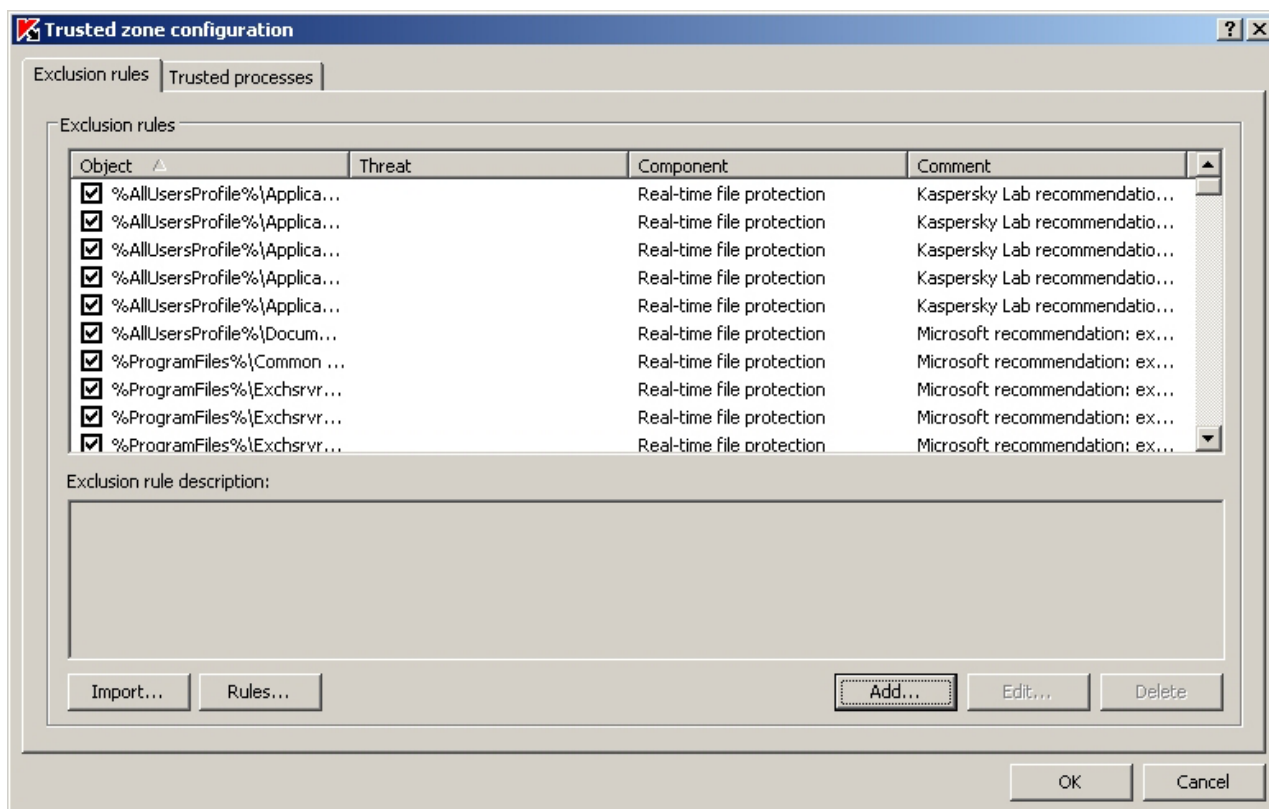 Trusted zone configuration
Exclusion rules Trusted processes
Exclusion rules
Object Threat Component Comment
%AllUsersProfile%\Applica... Real-time file protection Kaspersky Lab recommendatio...
%AllUsersProfile%\Applica... Real-time file protection Kaspersky Lab recommendatio...
%AllUsersProfile%\Applica... Real-time file protection Kaspersky Lab recommendatio...
%AllUsersProfile%\Applica... Real-time file protection Kaspersky Lab recommendatio...
%AllUsersProfile%\Applica... Real-time file protection Kaspersky Lab recommendatio...
%AllUsersProfile%\Docum... Real-time file protection Microsoft recommendation: ex...
%ProgramFiles%\Common ... Real-time file protection Microsoft recommendation: ex...
%ProgramFiles%\Exchsrvr... Real-time file protection Microsoft recommendation: ex...
%ProgramFiles%\Exchsrvr... Real-time file protection Microsoft recommendation: ex...
%ProgramFiles%\Exchsrvr... Real-time file protection Microsoft recommendation: ex...
Exclusion rule description:
Import... Rules... Add... Edit... Delete
OK Cancel